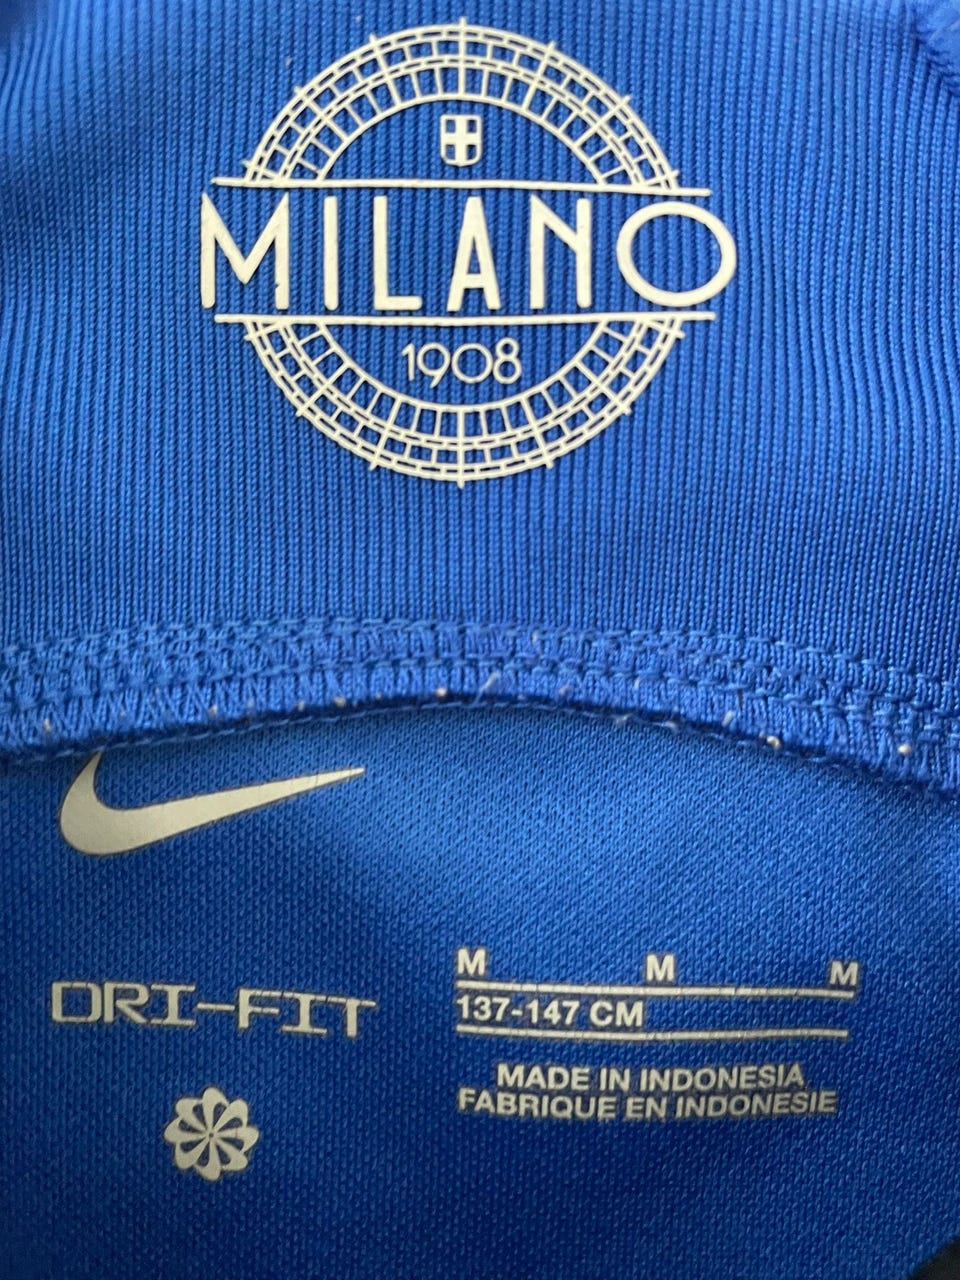 MILANO
1908
DRI-FIT
M M M
137-147 CM
MADE IN INDONESIA
FABRIQUE EN INDONESIE